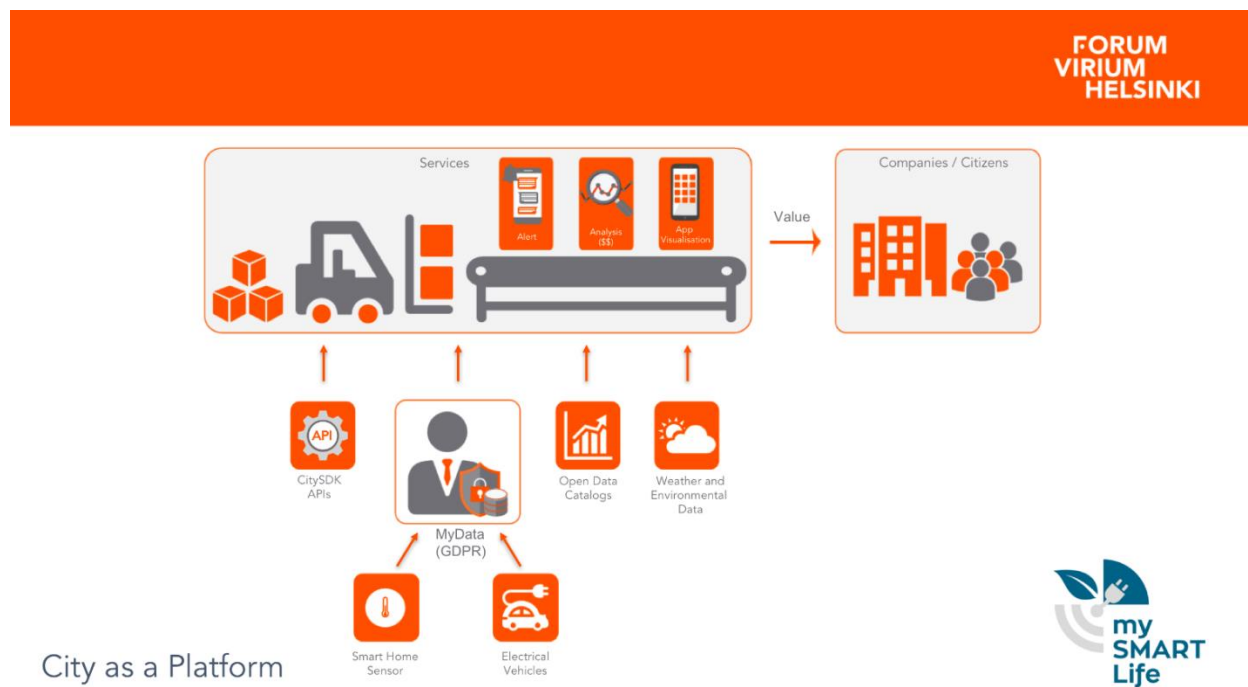 FORUM
VIRIUM
HELSINKI
Services
Alert
Analysis
($$)
App
Visualisation
Value
Companies / Citizens
API
CitySDK
APIs
MyData
(GDPR)
Open Data
Catalogs
Weather and
Environmental
Data
Smart Home
Sensor
Electrical
Vehicles
City as a Platform
my
SMART
Life